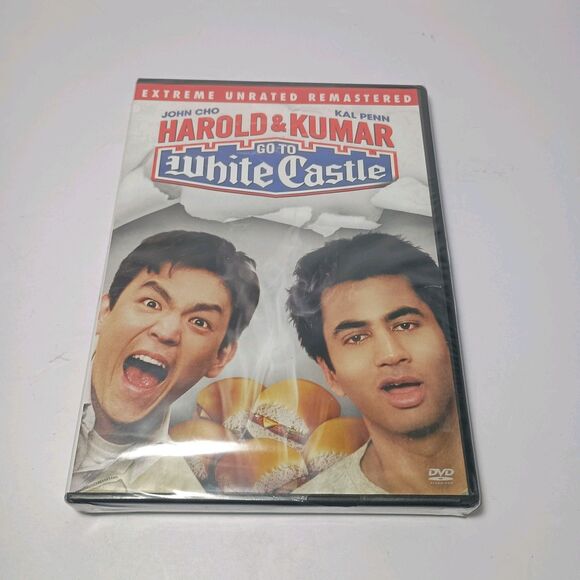 EXTREME UNRATED REMASTERED
JOHN CHO KAL PENN
HAROLD & KUMAR
GO TO
White Castle
DVD